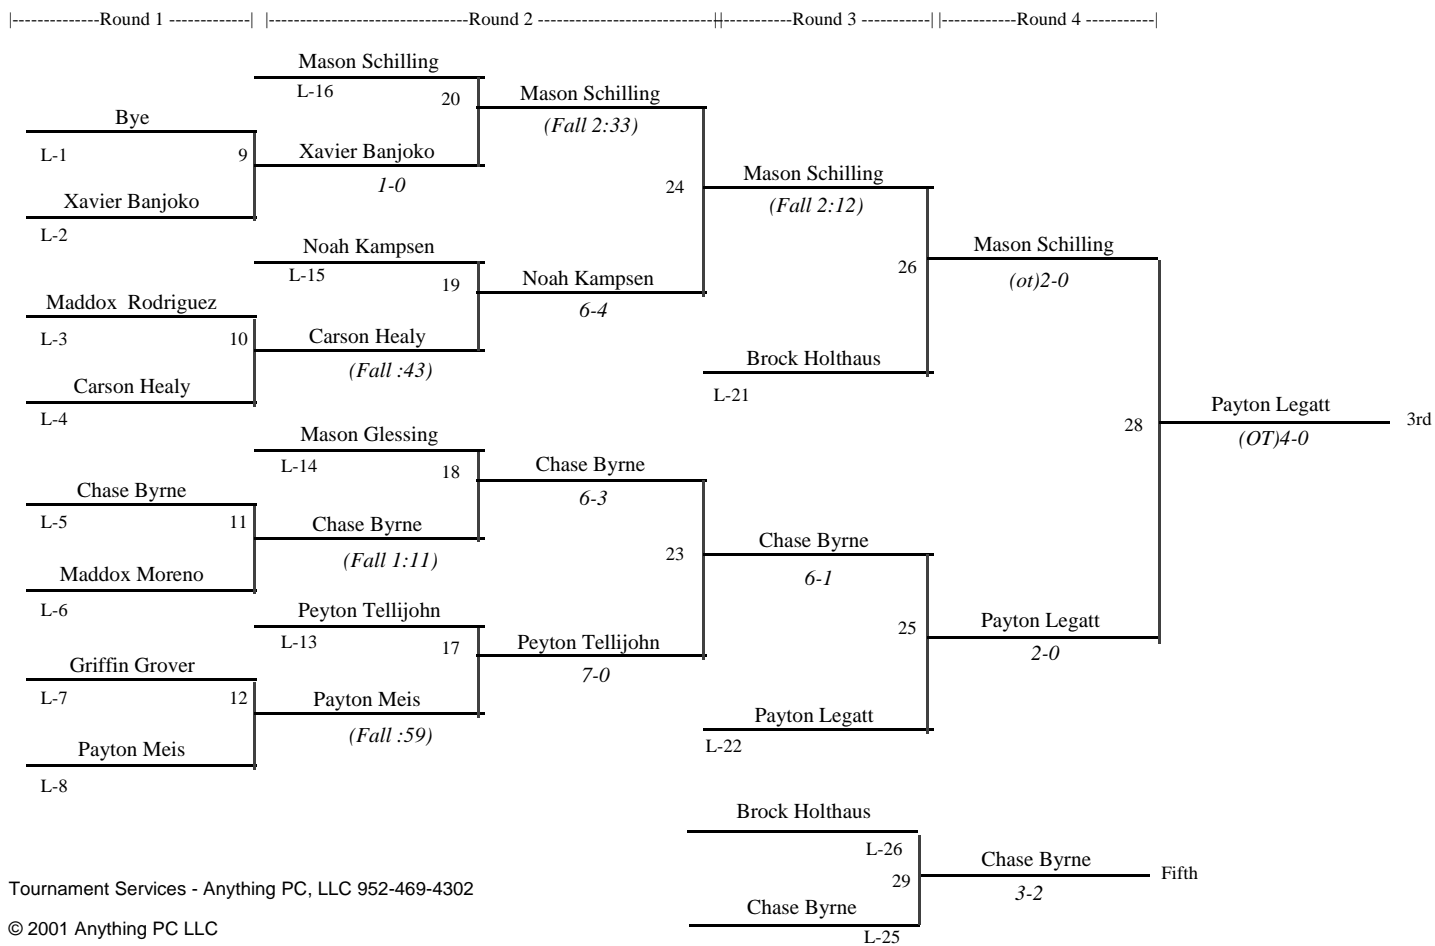 |--------------Round 1 --------------| |-----------------------------Round 2 --------------------------||------------Round 3 ------------| |-------------Round 4 -----------|
Mason Schilling
L-16
20
Mason Schilling
(Fall 2:33)
Bye
L-1
9
Xavier Banjoko
1-0
Xavier Banjoko
L-2
24
Mason Schilling
(Fall 2:12)
Noah Kampsen
L-15
19
Noah Kampsen
6-4
Maddox  Rodriguez
L-3
10
Carson Healy
(Fall :43)
Carson Healy
L-4
26
Mason Schilling
(ot)2-0
Brock Holthaus
L-21
28
Payton Legatt
(OT)4-0
3rd
Mason Glessing
L-14
18
Chase Byrne
6-3
Chase Byrne
L-5
11
Chase Byrne
(Fall 1:11)
Maddox Moreno
L-6
23
Chase Byrne
6-1
Peyton Tellijohn
L-13
17
Peyton Tellijohn
7-0
25
Payton Legatt
2-0
Griffin Grover
L-7
12
Payton Meis
(Fall :59)
Payton Meis
L-8
Payton Legatt
L-22
Brock Holthaus
L-26
29
Chase Byrne
3-2
Fifth
Chase Byrne
L-25
Tournament Services - Anything PC, LLC 952-469-4302
© 2001 Anything PC LLC